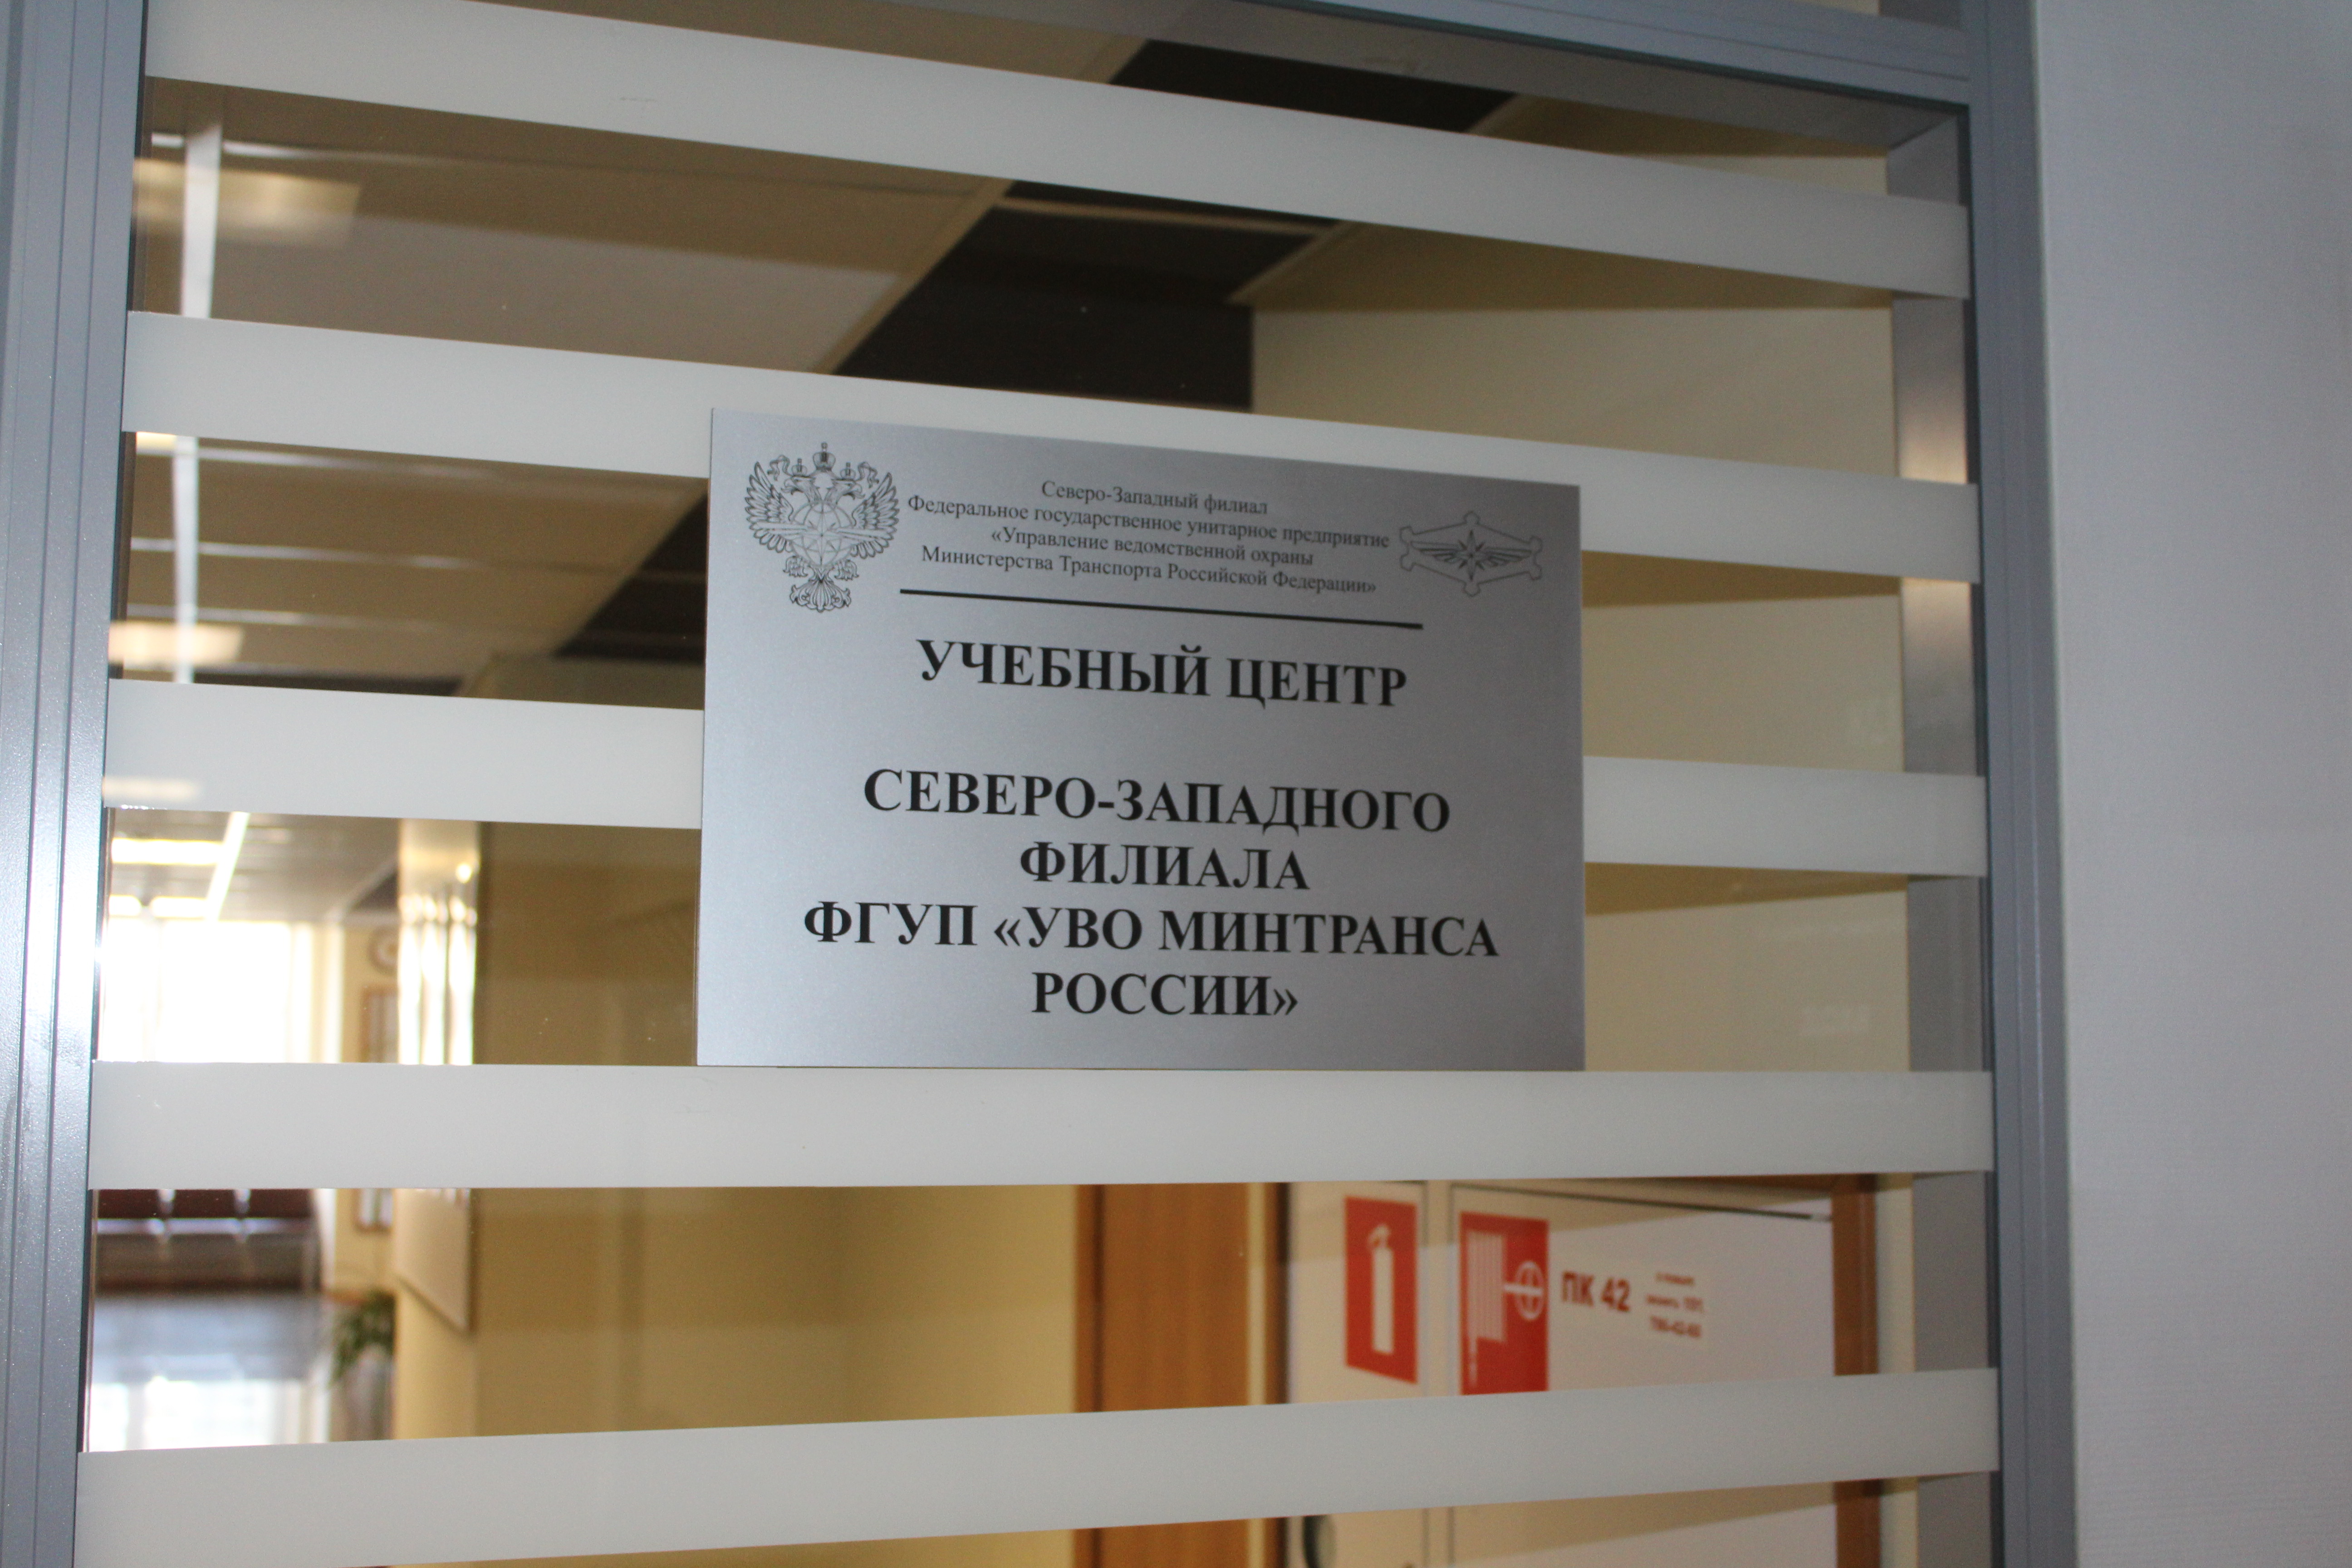 Северо-Западный филиал
Федеральное государственное унитарное предприятие
«Управление ведомственной охраны
Министерства Транспорта Российской Федерации»
УЧЕБНЫЙ ЦЕНТР
СЕВЕРО-ЗАПАДНОГО
ФИЛИАЛА
ФГУП «УВО МИНТРАНСА
РОССИИ»
ПК 42